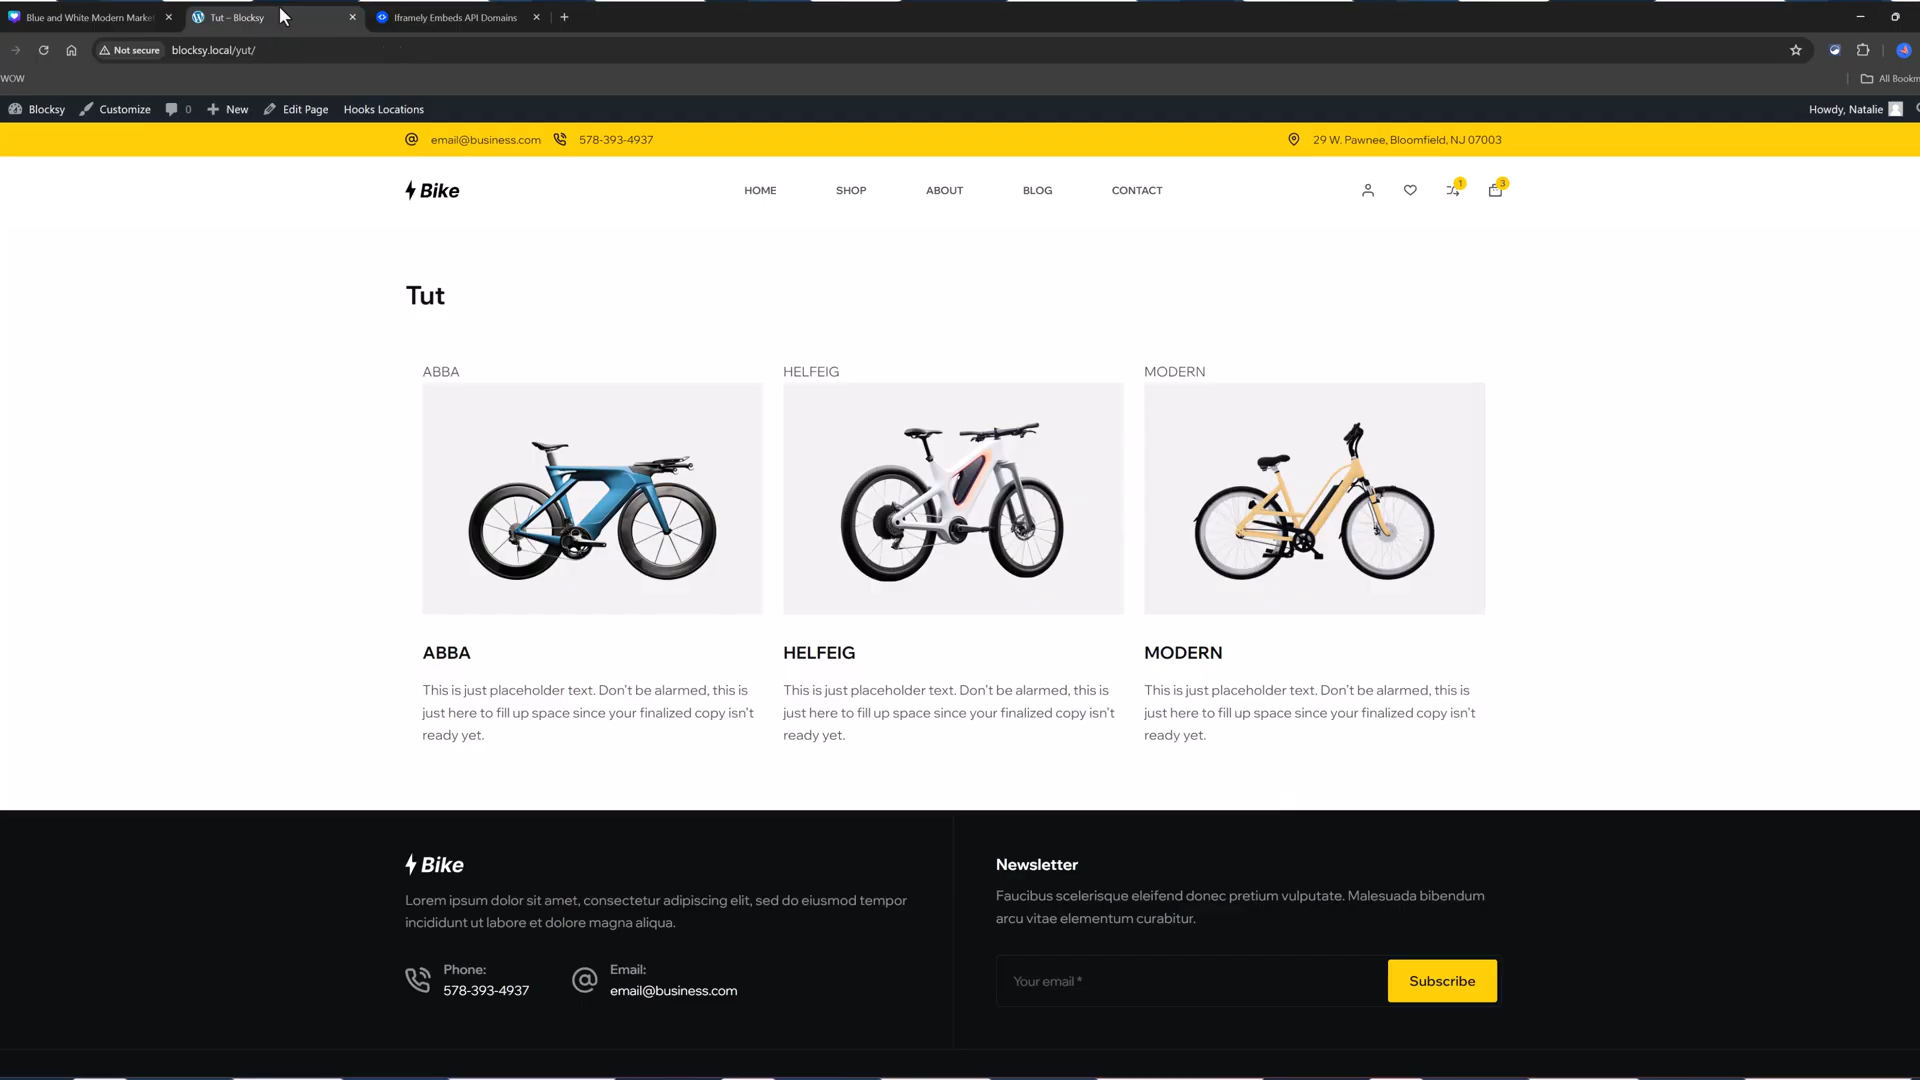 Blue and White Modern Marke
Tut – Blocksy
Iframely Embeds API Domains
Not secure
blocksy.local/yut/
WOW
All Bookm
Blocksy
Customize
0
New
Edit Page
Hooks Locations
Howdy, Natalie
email@business.com
578-393-4937
29 W. Pawnee, Bloomfield, NJ 07003
Bike
HOME
SHOP
ABOUT
BLOG
CONTACT
1
3
Tut
ABBA
HELFEIG
MODERN
ABBA
This is just placeholder text. Don't be alarmed, this is
just here to fill up space since your finalized copy isn't
ready yet.
HELFEIG
This is just placeholder text. Don't be alarmed, this is
just here to fill up space since your finalized copy isn't
ready yet.
MODERN
This is just placeholder text. Don't be alarmed, this is
just here to fill up space since your finalized copy isn't
ready yet.
Bike
Lorem ipsum dolor sit amet, consectetur adipiscing elit, sed do eiusmod tempor
incididunt ut labore et dolore magna aliqua.
Phone:
578-393-4937
Email:
email@business.com
Newsletter
Faucibus scelerisque eleifend donec pretium vulputate. Malesuada bibendum
arcu vitae elementum curabitur.
Your email *
Subscribe